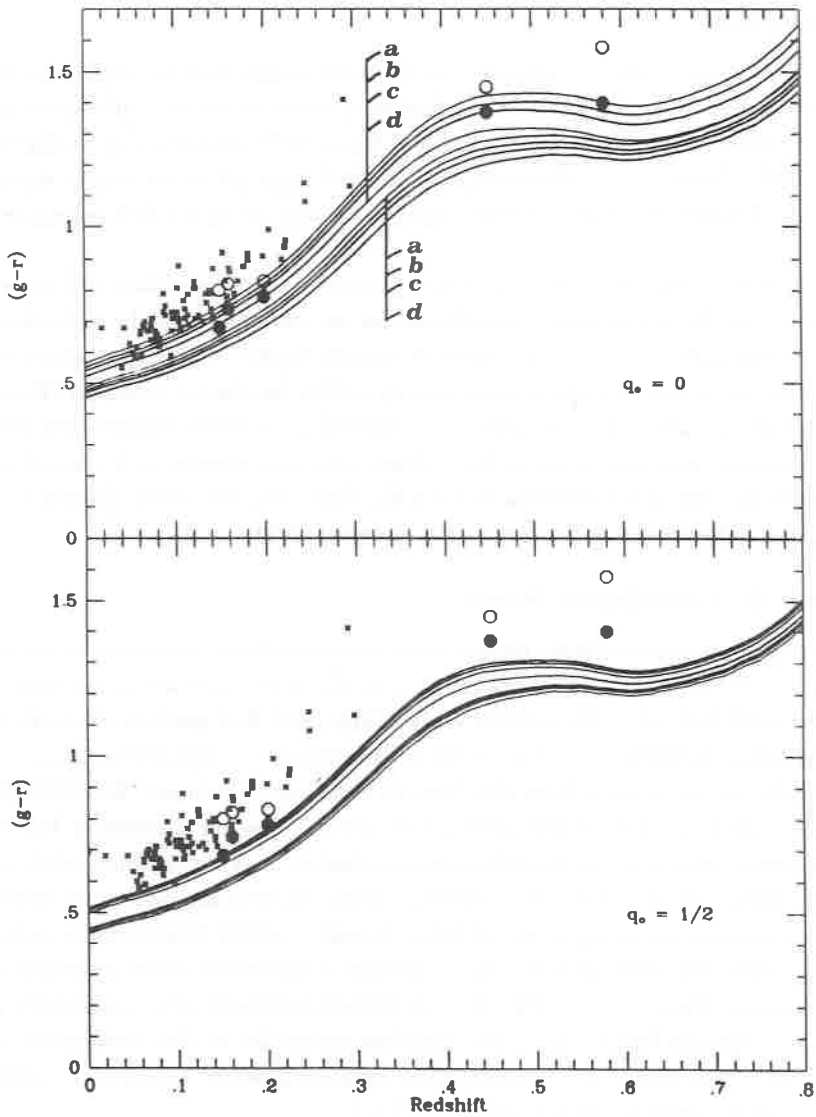 1.5
1
.5
0
(g-r)
a
b
c
d
a
b
c
d
q₀ = 0
1.5
1
.5
0
(g-r)
q₀ = 1/2
0 .1 .2 .3 .4 .5 .6 .7 .8
Redshift